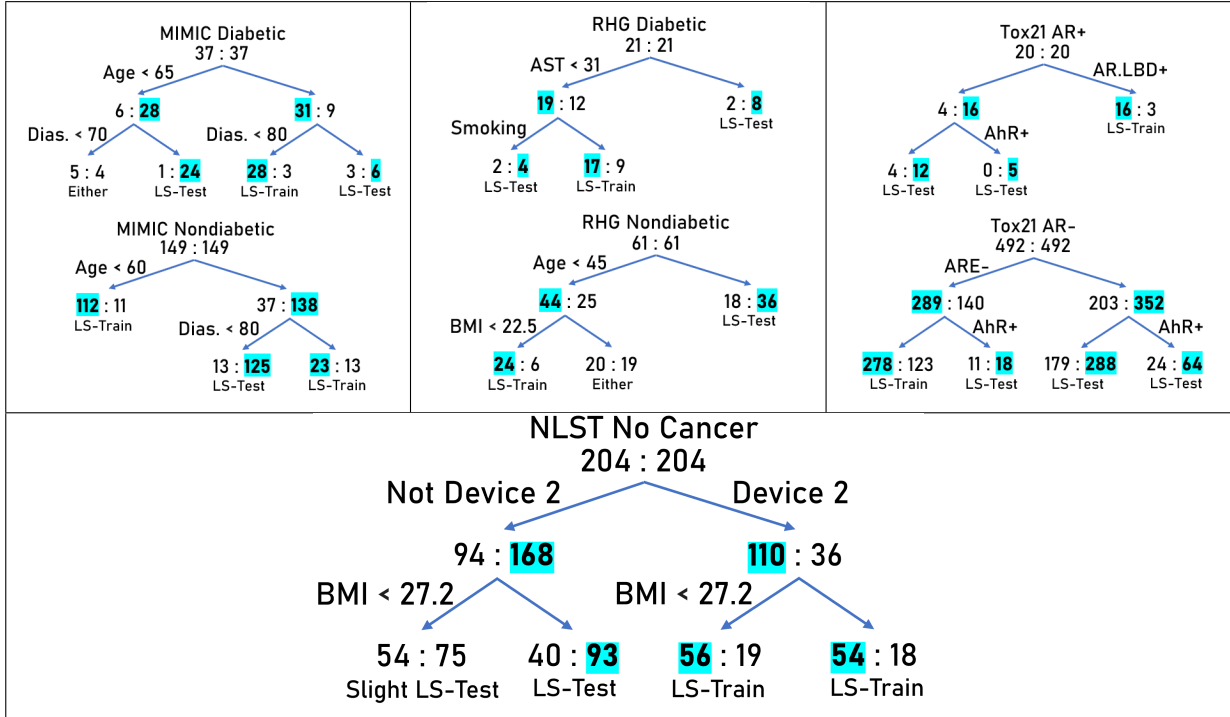 MIMIC Diabetic
37 : 37
Age < 65
6 : 28
31 : 9
Dias. < 70
Dias. < 80
5 : 4
Either
1 : 24
LS-Test
28 : 3
LS-Train
3 : 6
LS-Test
MIMIC Nondiabetic
149 : 149
Age < 60
112 : 11
LS-Train
37 : 138
Dias. < 80
13 : 125
LS-Test
23 : 13
LS-Train
RHG Diabetic
21 : 21
AST < 31
19 : 12
2 : 8
LS-Test
Smoking
2 : 4
LS-Test
17 : 9
LS-Train
RHG Nondiabetic
61 : 61
Age < 45
44 : 25
18 : 36
LS-Test
BMI < 22.5
24 : 6
LS-Train
20 : 19
Either
Tox21 AR+
20 : 20
AR.LBD+
4 : 16
16 : 3
LS-Train
AhR+
4 : 12
LS-Test
0 : 5
LS-Test
Tox21 AR-
492 : 492
ARE-
289 : 140
203 : 352
AhR+
AhR+
278 : 123
LS-Train
11 : 18
LS-Test
179 : 288
LS-Test
24 : 64
LS-Test
NLST No Cancer
204 : 204
Not Device 2
Device 2
94 : 168
110 : 36
BMI < 27.2
BMI < 27.2
54 : 75
Slight LS-Test
40 : 93
LS-Test
56 : 19
LS-Train
54 : 18
LS-Train